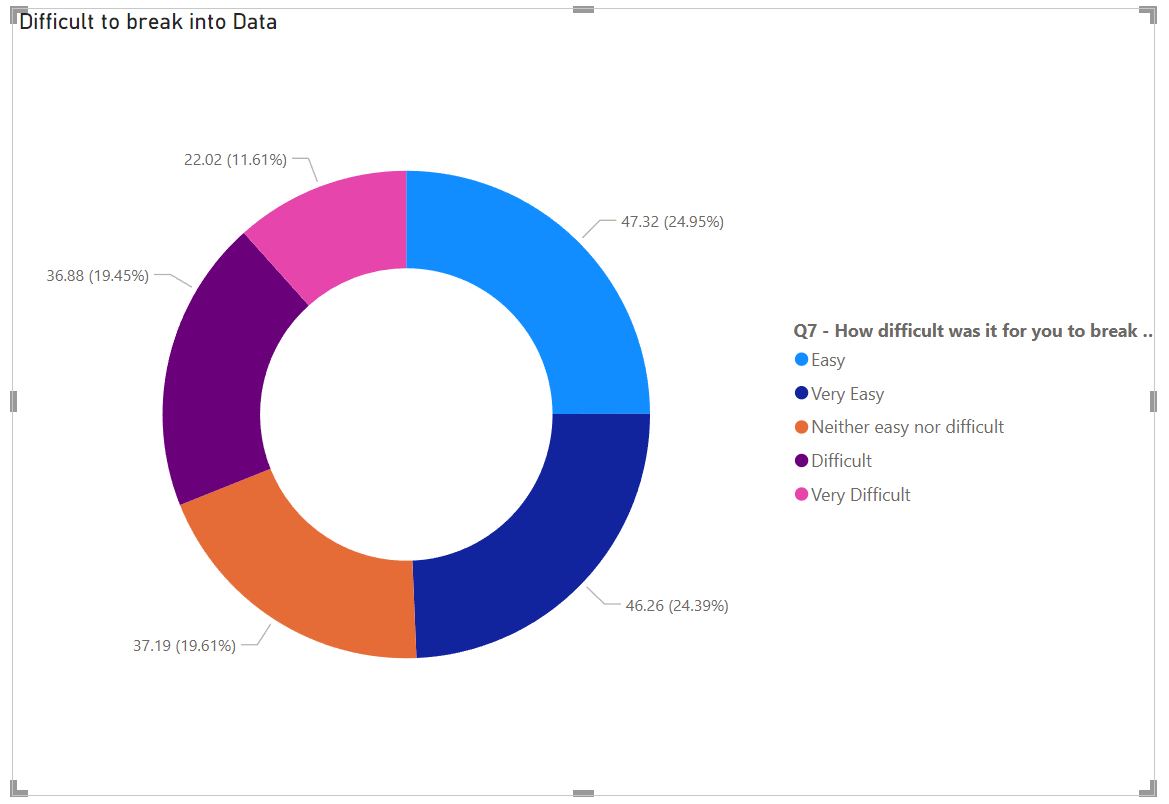 Difficult to break into Data
22.02 (11.61%)
47.32 (24.95%)
36.88 (19.45%)
46.26 (24.39%)
37.19 (19.61%)
Q7 - How difficult was it for you to break ..
Easy
Very Easy
Neither easy nor difficult
Difficult
Very Difficult